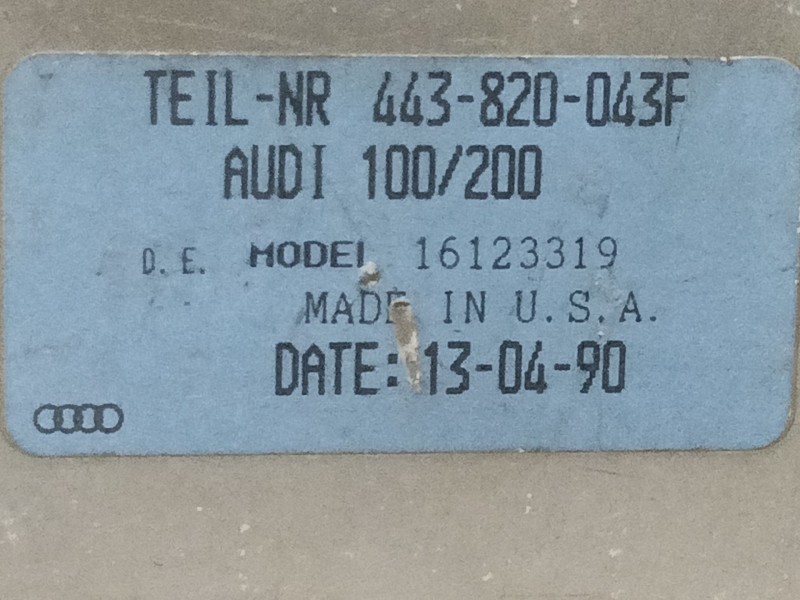 TEIL-NR 443-820-043F
AUDI 100/200
D.E. MODEL 16123319
MADE IN U.S.A.
DATE: 13-04-90